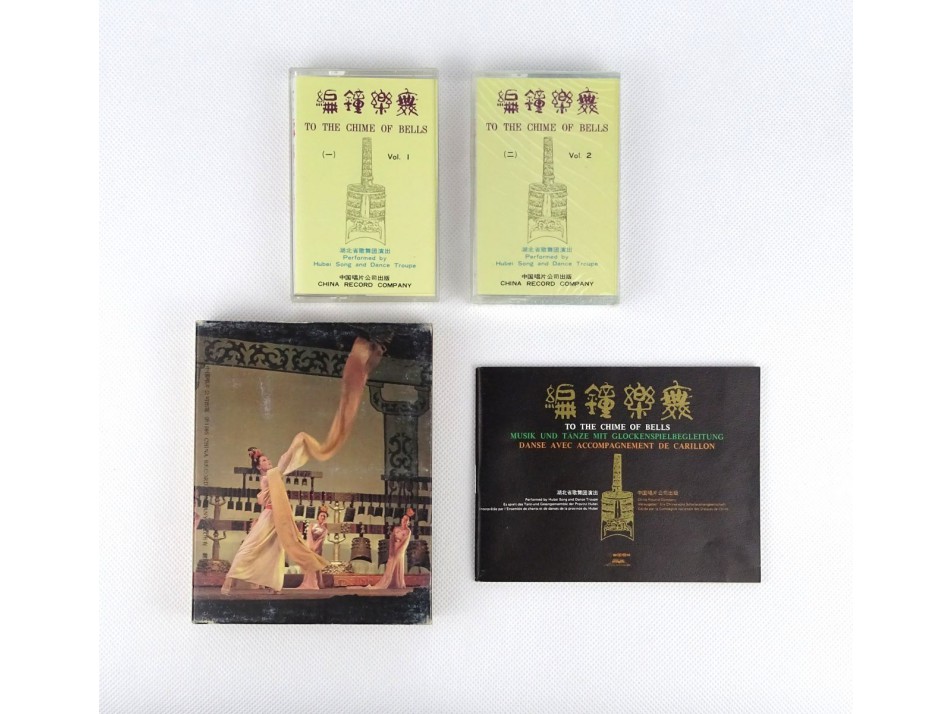 編鐘樂舞
TO THE CHIME OF BELLS
(一) Vol. 1
湖北省歌舞团演出
Performed by
Hubei Song and Dance Troupe
中国唱片公司出版
CHINA RECORD COMPANY
編鐘樂舞
TO THE CHIME OF BELLS
(二) Vol. 2
湖北省歌舞团演出
Performed by
Hubei Song and Dance Troupe
中国唱片公司出版
CHINA RECORD COMPANY
編鐘樂舞
TO THE CHIME OF BELLS
MUSIK UND TANZE MIT GLOCKENSPIELBEGLEITUNG
DANSE AVEC ACCOMPAGNEMENT DE CARILLON
湖北省歌舞团演出
Performed by Hubei Song and Dance Troupe
中国唱片公司出版